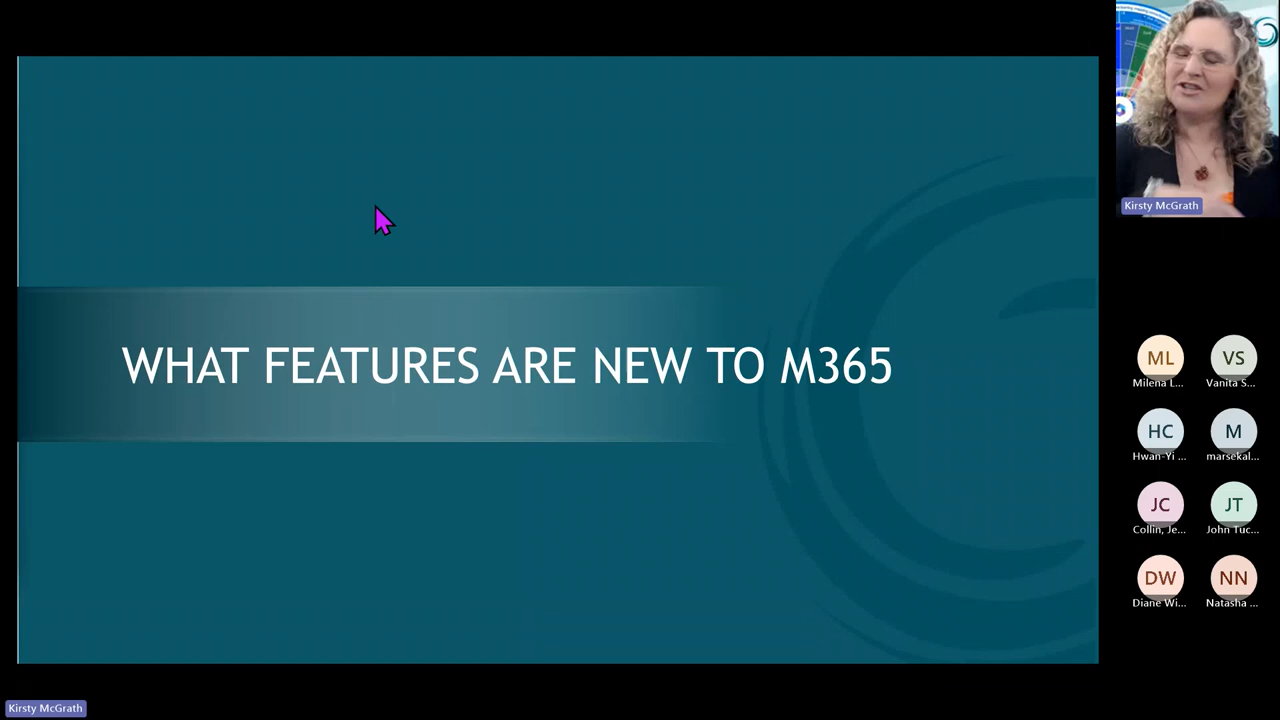 WHAT FEATURES ARE NEW TO M365
Kirsty McGrath
ML
Milena L...
VS
Vanita S...
HC
Hwan-Yi ...
M
marsekal...
JC
Collin, Je...
JT
John Tuc...
DW
Diane Wi...
NN
Natasha ...
Kirsty McGrath